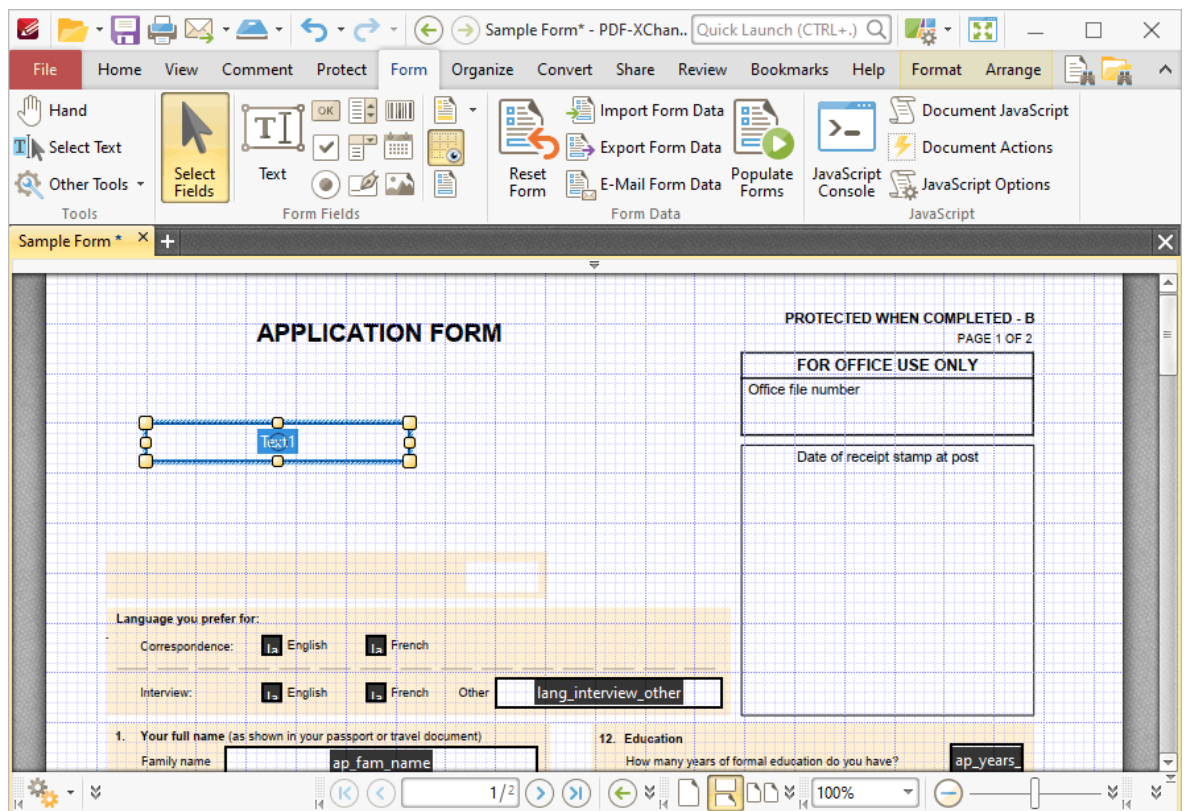 Sample Form* - PDF-XChan.. Quick Launch (CTRL+.)
File Home View Comment Protect Form Organize Convert Share Review Bookmarks Help Format Arrange
Hand
Select Text
Other Tools
Tools
Select Fields
Text
OK
Form Fields
Reset Form
Import Form Data
Export Form Data
E-Mail Form Data
Populate Forms
Form Data
JavaScript Console
Document JavaScript
Document Actions
JavaScript Options
JavaScript
Sample Form *
APPLICATION FORM
PROTECTED WHEN COMPLETED - B
PAGE 1 OF 2
FOR OFFICE USE ONLY
Office file number
Text1
Date of receipt stamp at post
Language you prefer for:
Correspondence: la English la French
Interview: la English la French Other lang_interview_other
1. Your full name (as shown in your passport or travel document)
Family name ap_fam_name
12. Education
How many years of formal education do you have? ap_years_
1/2
100%